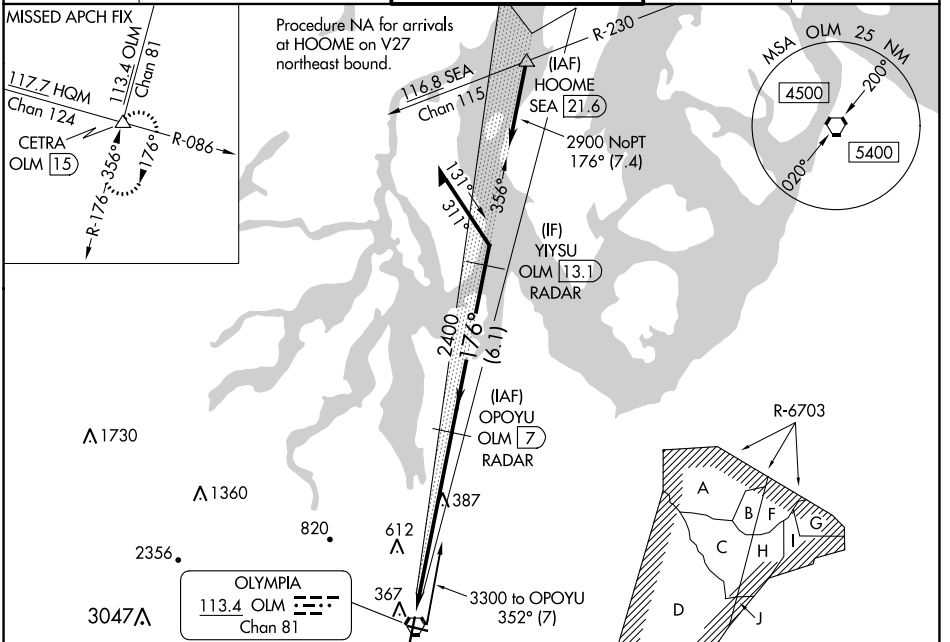 MISSED APCH FIX
113.4 OLM
Chan 81
117.7 HQM
Chan 124
CETRA
OLM 15
R-086
356°
176°
R-176
Procedure NA for arrivals
at HOOME on V27
northeast bound.
R-230
116.8 SEA
Chan 115
(IAF)
HOOME
SEA 21.6
2900 NoPT
176° (7.4)
MSA OLM 25 NM
4500
200°
5400
020°
131°
311°
356°
(IF)
YIYSU
OLM 13.1
RADAR
2400
176°
(6.1)
(IAF)
OPOYU
OLM 7
RADAR
1730
1360
387
820
612
2356
367
3047
OLYMPIA
113.4 OLM
Chan 81
3300 to OPOYU
352° (7)
R-6703
A
B
F
G
C
H
I
D
J